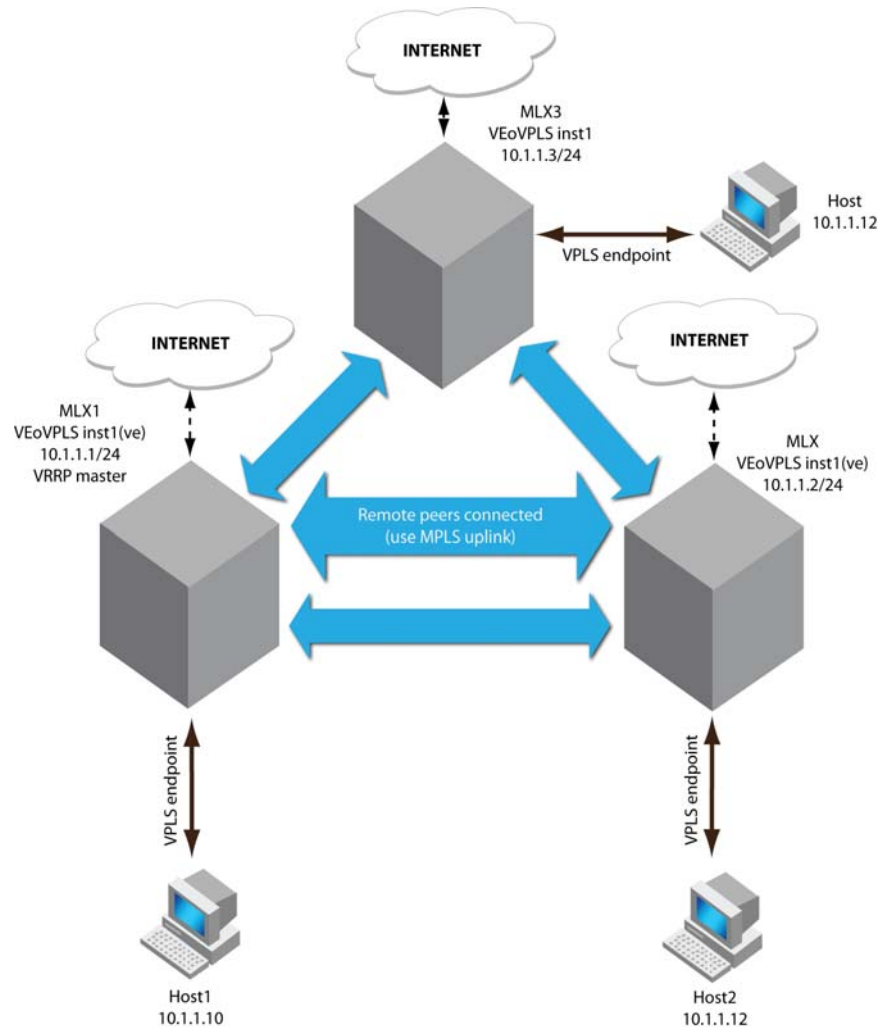 INTERNET
MLX3
VEoVPLS inst1
10.1.1.3/24
Host
10.1.1.12
VPLS endpoint
INTERNET
INTERNET
MLX1
VEoVPLS inst1(ve)
10.1.1.1/24
VRRP master
MLX
VEoVPLS inst1(ve)
10.1.1.2/24
Remote peers connected
(use MPLS uplink)
VPLS endpoint
VPLS endpoint
Host1
10.1.1.10
Host2
10.1.1.12